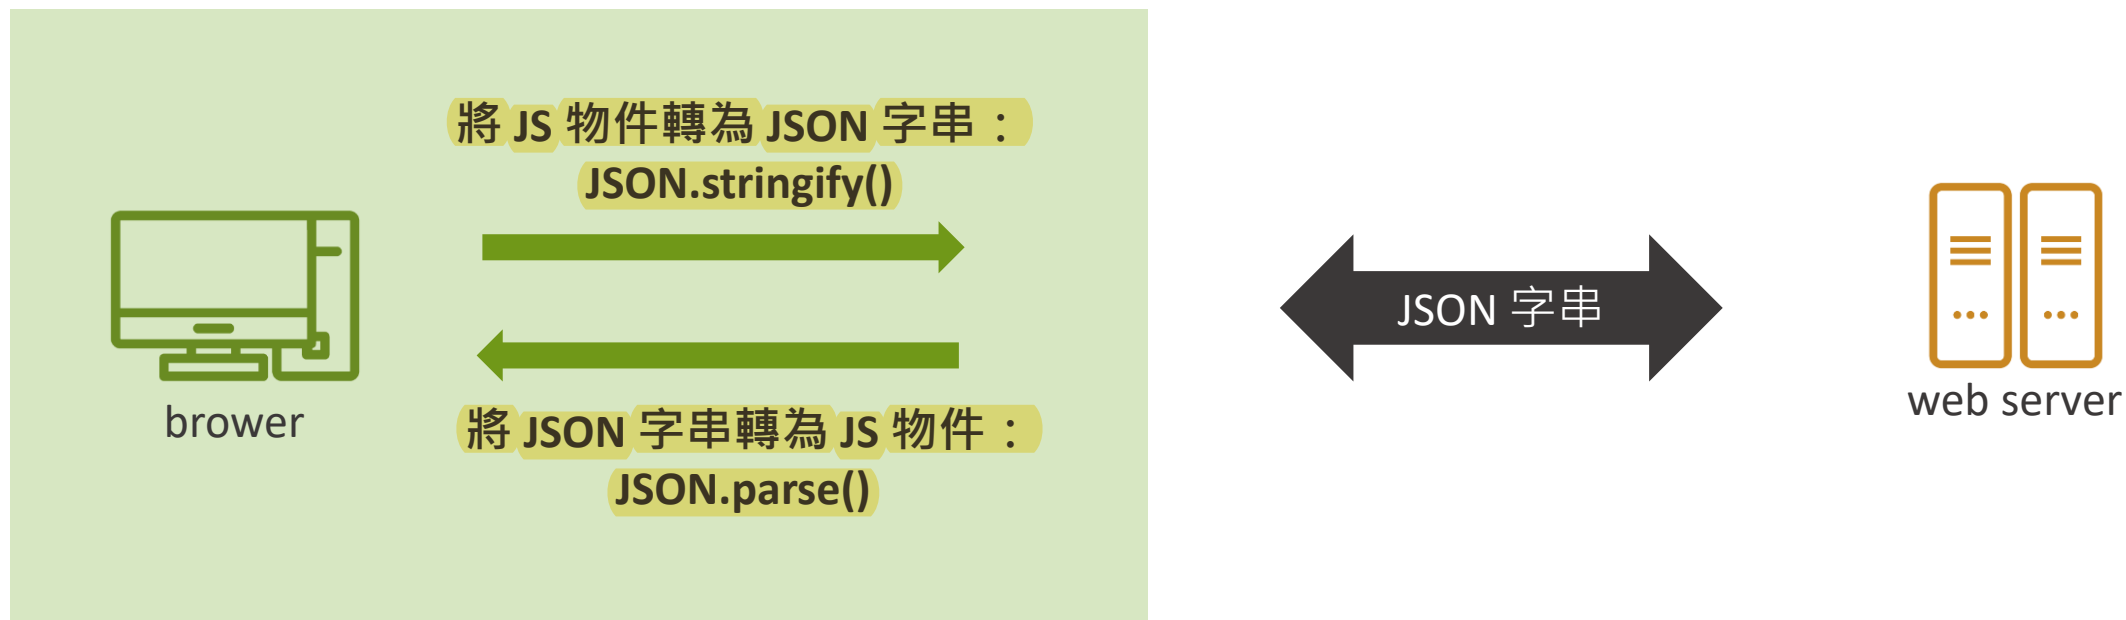 將 JS 物件轉為 JSON 字串：
JSON.stringify()
brower
將 JSON 字串轉為 JS 物件：
JSON.parse()
JSON 字串
web server